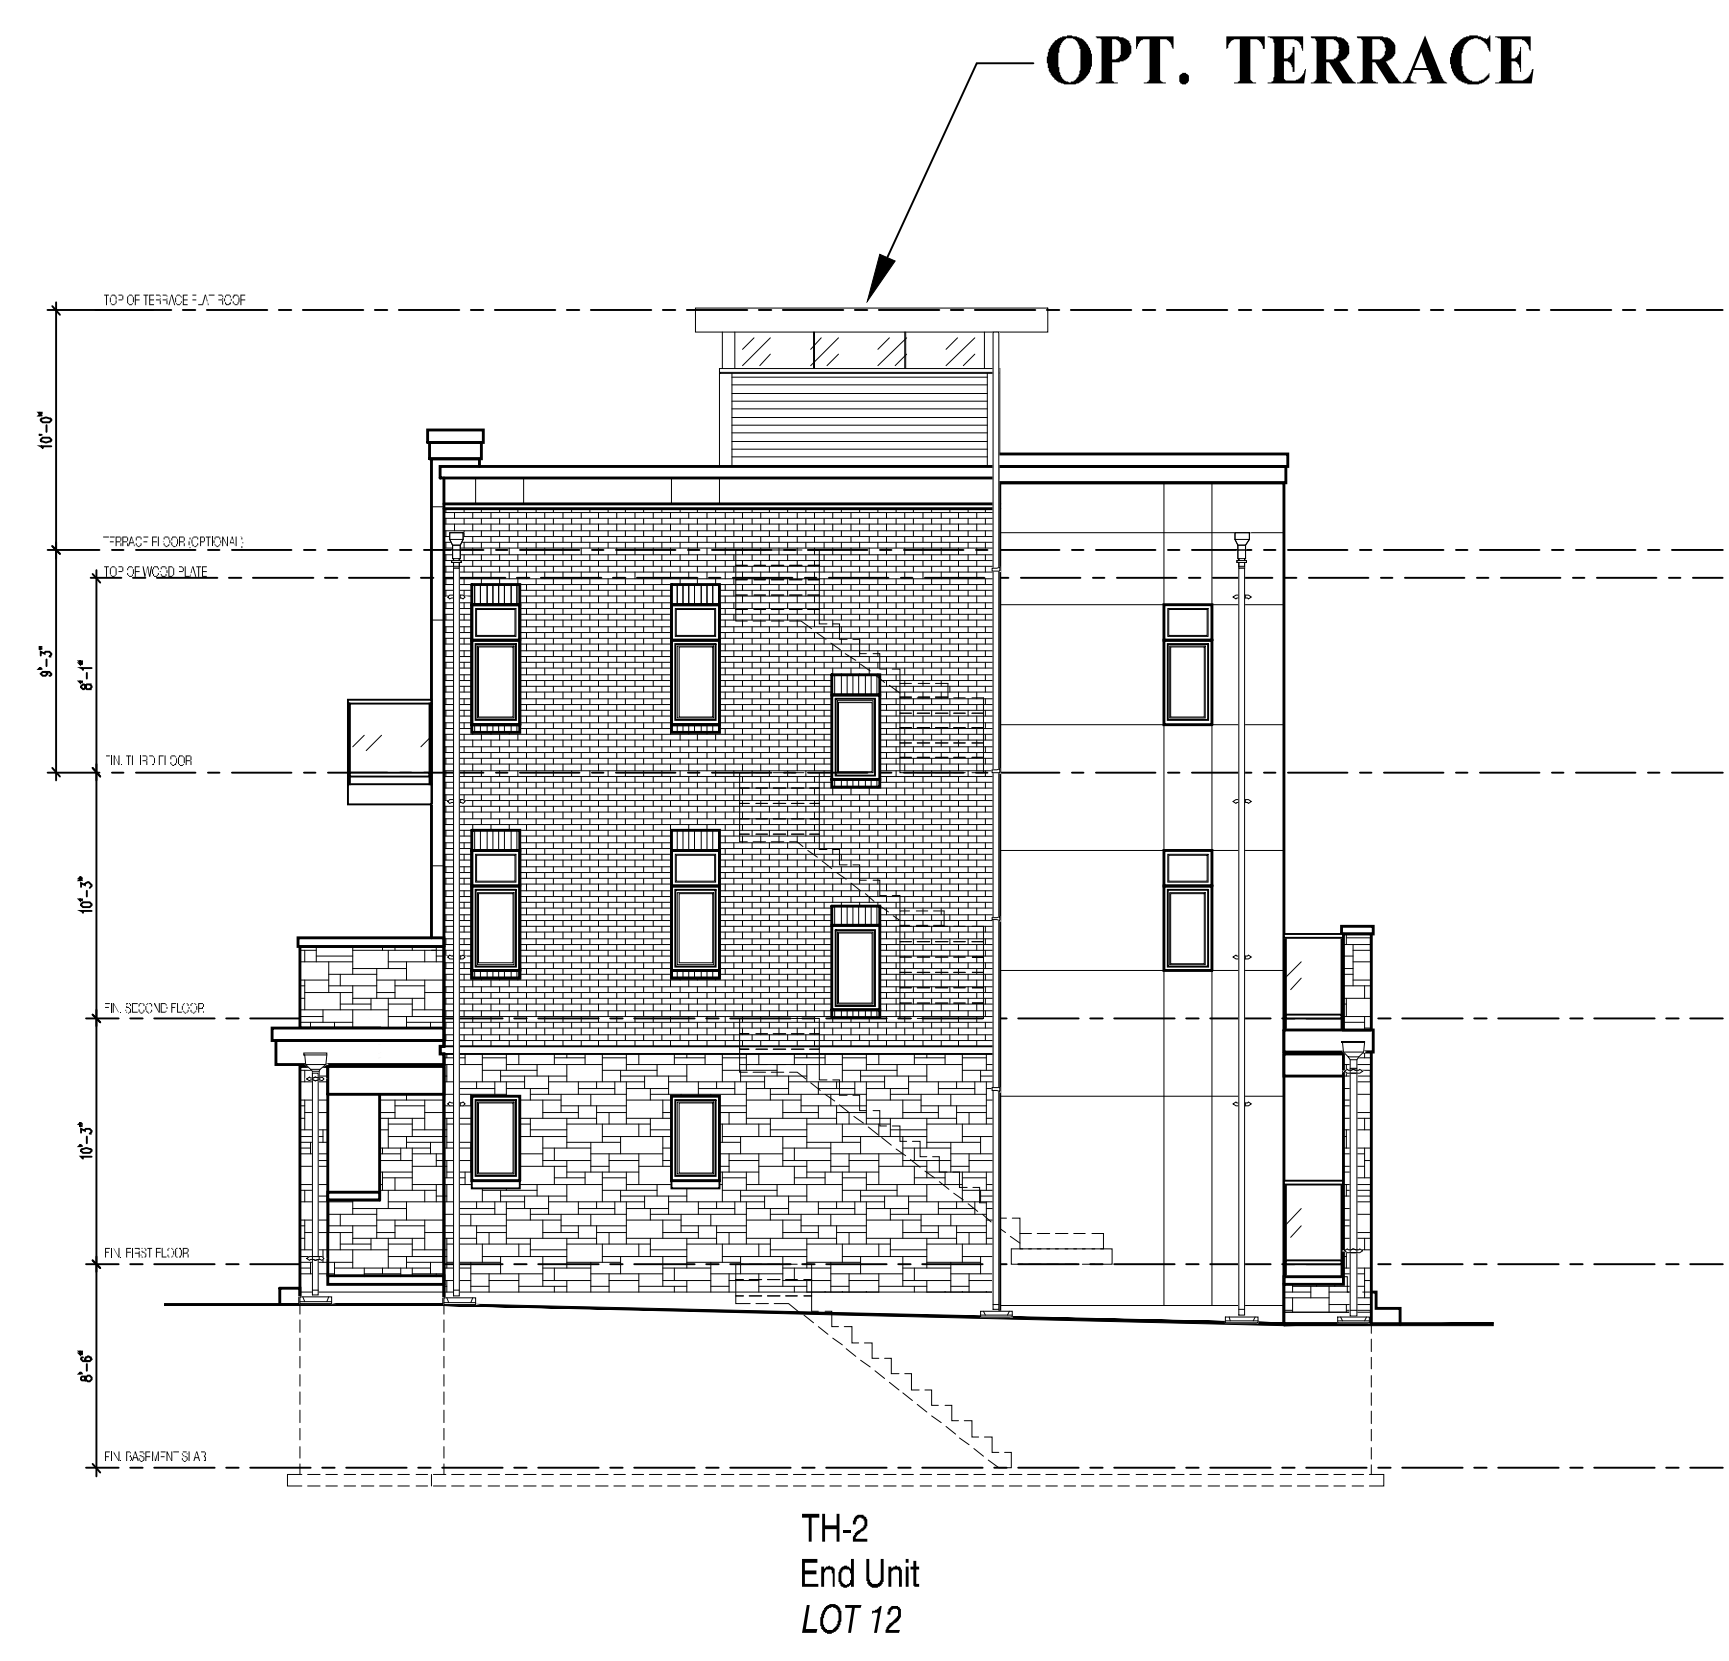 OPT. TERRACE
TOP OF TERRACE FLAT ROOF
10'-0"
TERRACE FLOOR (OPTIONAL)
TOP OF WOOD PLATE
9'-3"
8'-1"
FIN. THIRD FLOOR
10'-3"
FIN. SECOND FLOOR
10'-3"
FIN. FIRST FLOOR
8'-6"
FIN. BASEMENT SLAB
TH-2
End Unit
LOT 12